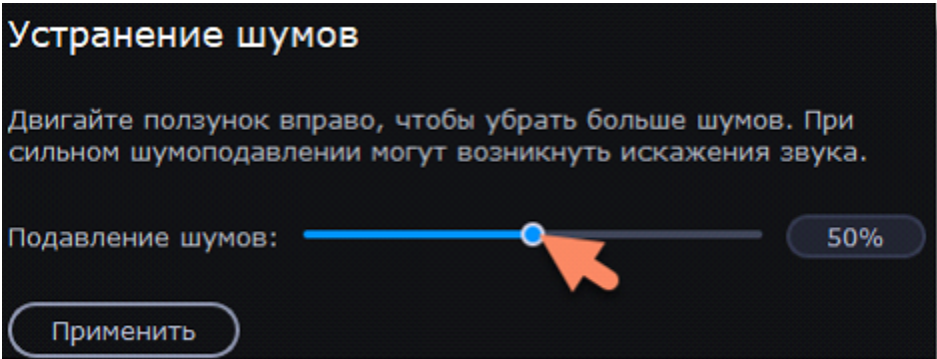 Устранение шумов
Двигайте ползунок вправо, чтобы убрать больше шумов. При
сильном шумоподавлении могут возникнуть искажения звука.
Подавление шумов: 50%
Применить